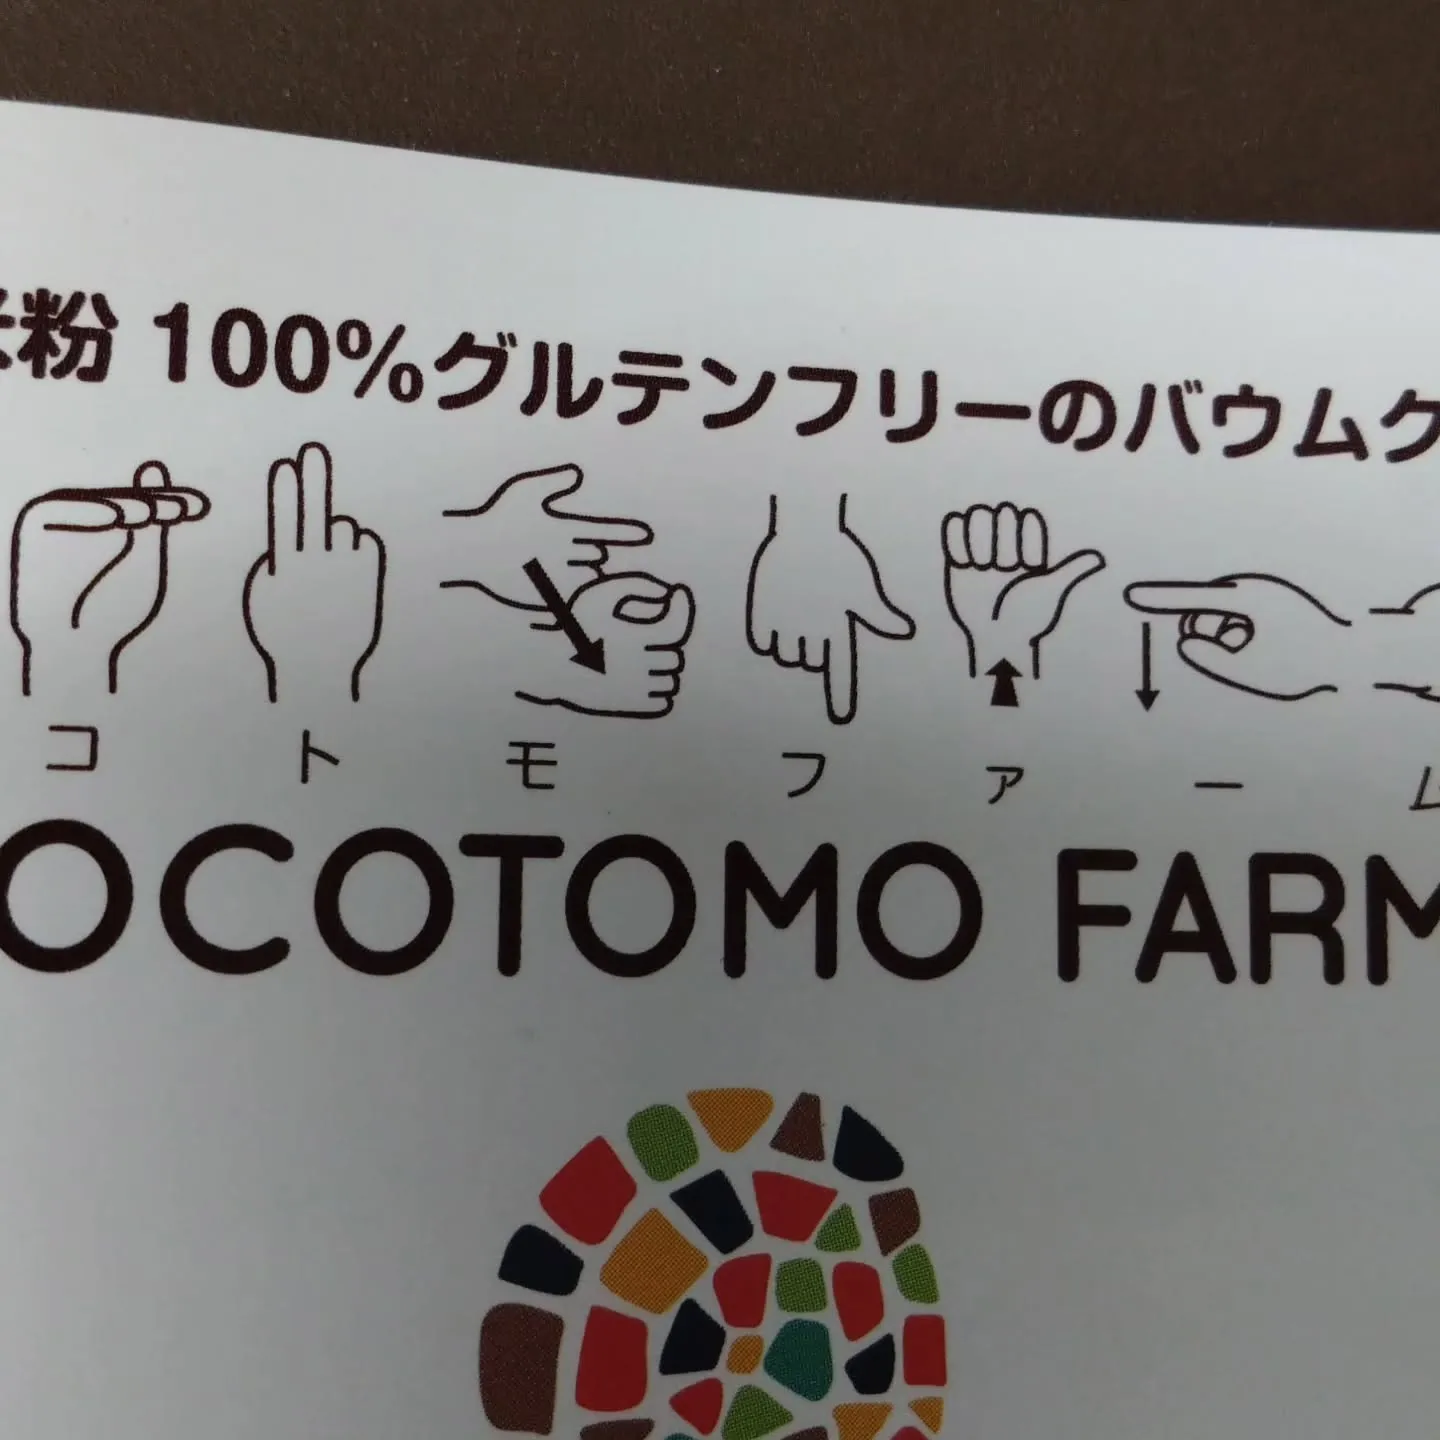 米粉 100%グルテンフリーのバウムク
コ ト モ フ ァ ー ム
OCOTOMO FARM